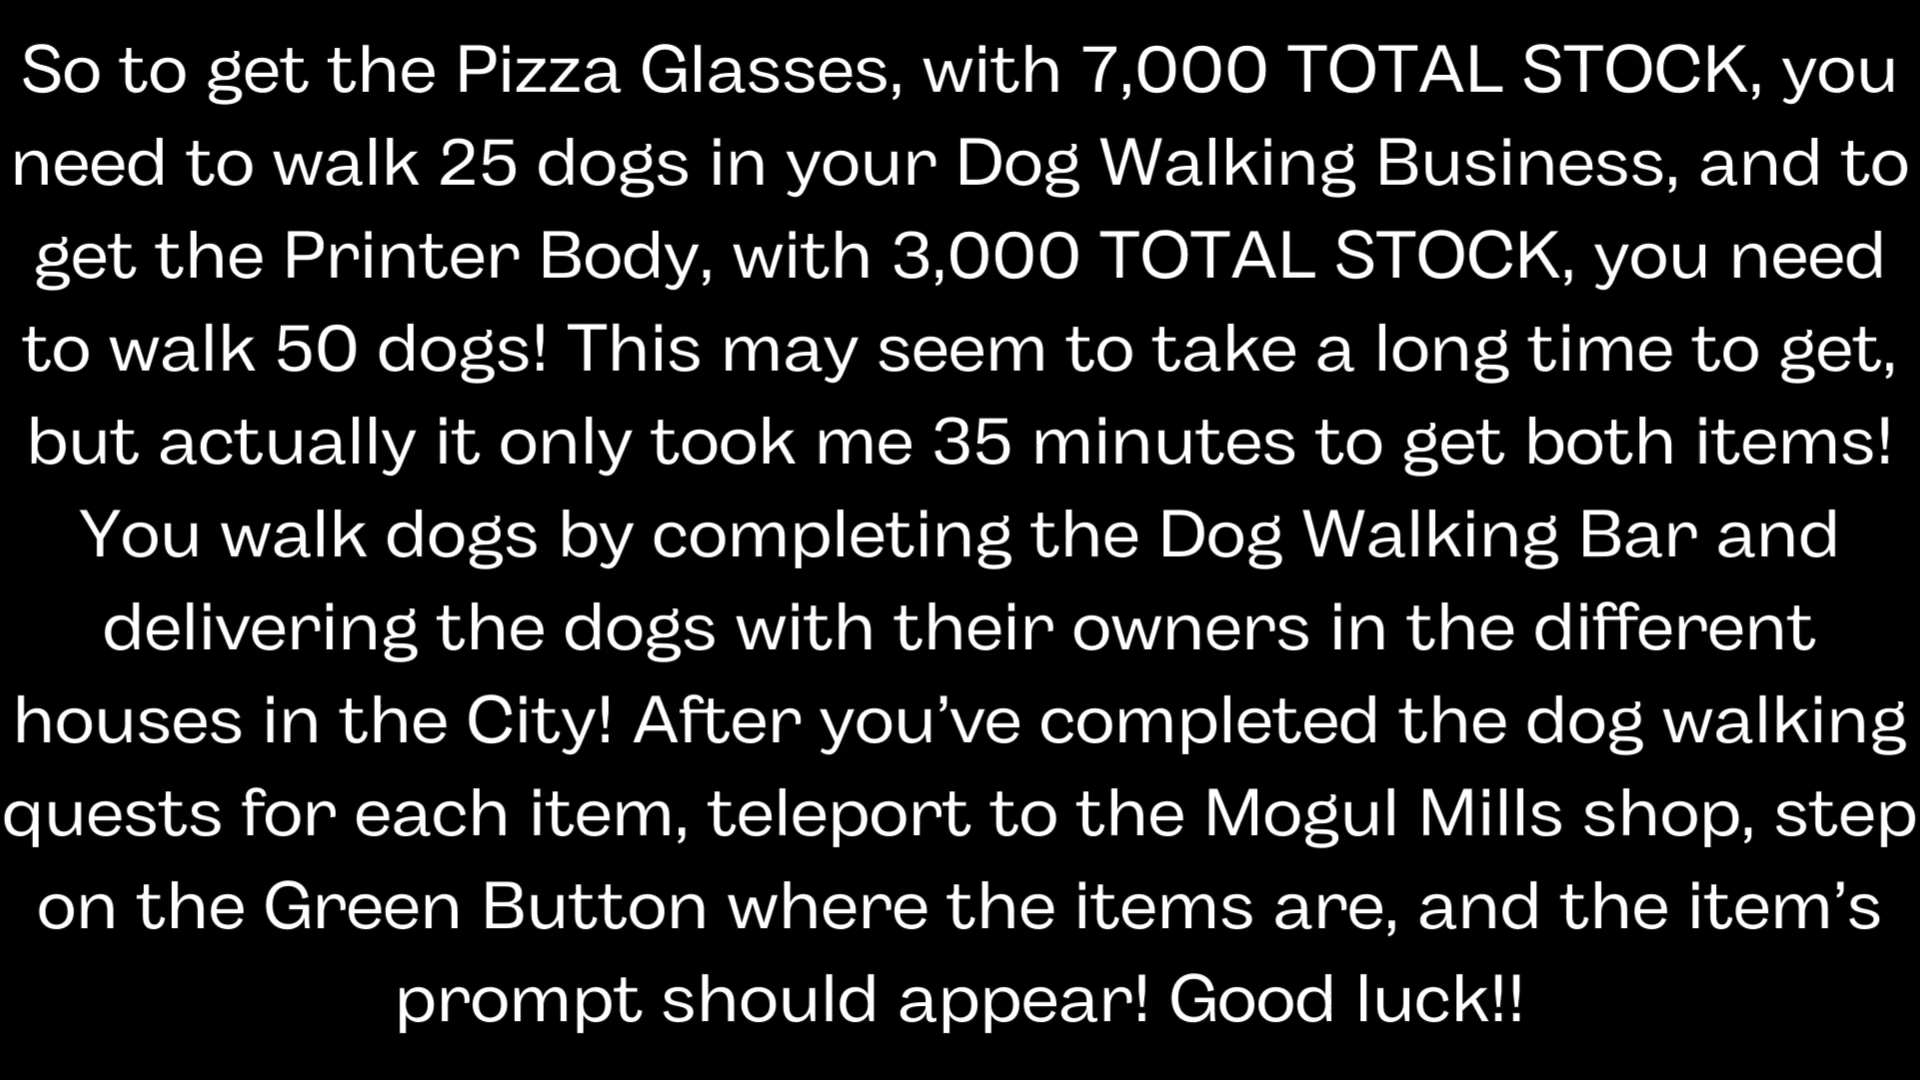 So to get the Pizza Glasses, with 7,000 TOTAL STOCK, you
need to walk 25 dogs in your Dog Walking Business, and to
get the Printer Body, with 3,000 TOTAL STOCK, you need
to walk 50 dogs! This may seem to take a long time to get,
but actually it only took me 35 minutes to get both items!
You walk dogs by completing the Dog Walking Bar and
delivering the dogs with their owners in the different
houses in the City! After you’ve completed the dog walking
quests for each item, teleport to the Mogul Mills shop, step
on the Green Button where the items are, and the item’s
prompt should appear! Good luck!!